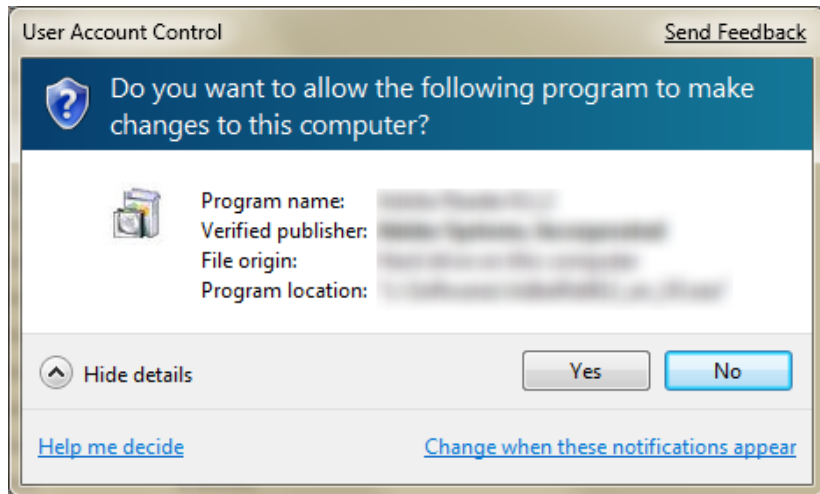 User Account Control
Send Feedback
Do you want to allow the following program to make
changes to this computer?
Program name:
Verified publisher:
File origin:
Program location:
Hide details
Yes
No
Help me decide
Change when these notifications appear